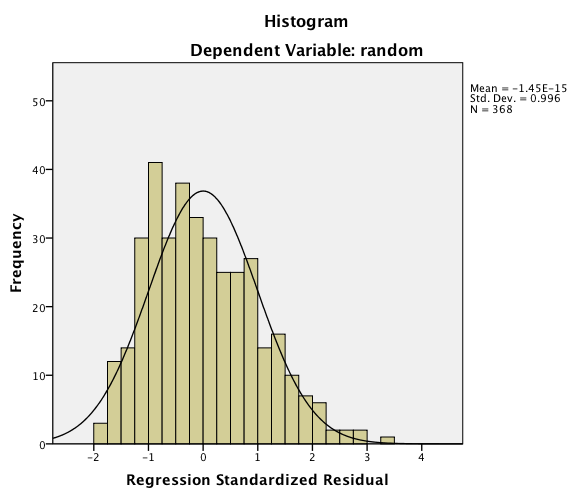 Histogram
Dependent Variable: random
Mean = -1.45E-15
Std. Dev. = 0.996
N = 368
Frequency
50
40
30
20
10
0
-2 -1 0 1 2 3 4
Regression Standardized Residual